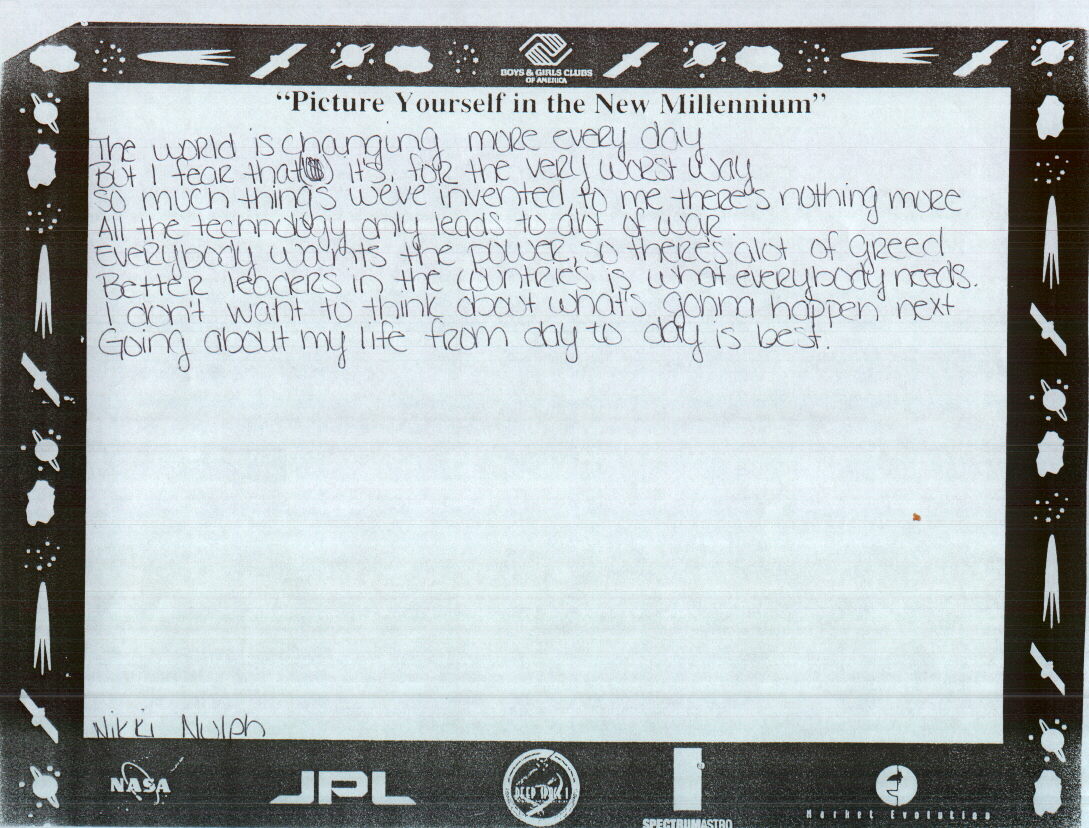 BOYS & GIRLS CLUBS
OF AMERICA
“Picture Yourself in the New Millennium”
The world is changing more every day
But I fear that it's, for the very worst way
so much things we've invented, to me there's nothing more
All the technology only leads to alot of war.
Everybody wants the power, so there's alot of greed
Better leaders in the countries is what everybody needs.
I don't want to think about what's gonna happen next
Going about my life from day to day is best.
Nikki Nulph
NASA
JPL
DEEP SPACE 1
SPECTRUMASTRO
Market Evolution